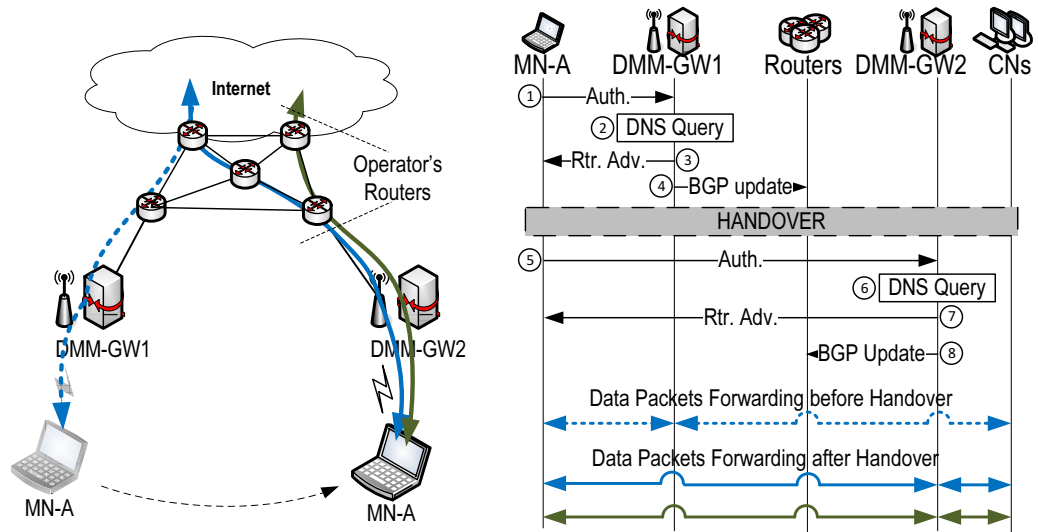 Internet
Operator's
Routers
DMM-GW1
DMM-GW2
MN-A
MN-A
MN-A
DMM-GW1
Routers
DMM-GW2
CNs
1
Auth.
2
DNS Query
Rtr. Adv.
3
4
BGP update
HANDOVER
5
Auth.
6
DNS Query
Rtr. Adv.
7
BGP Update
8
Data Packets Forwarding before Handover
Data Packets Forwarding after Handover